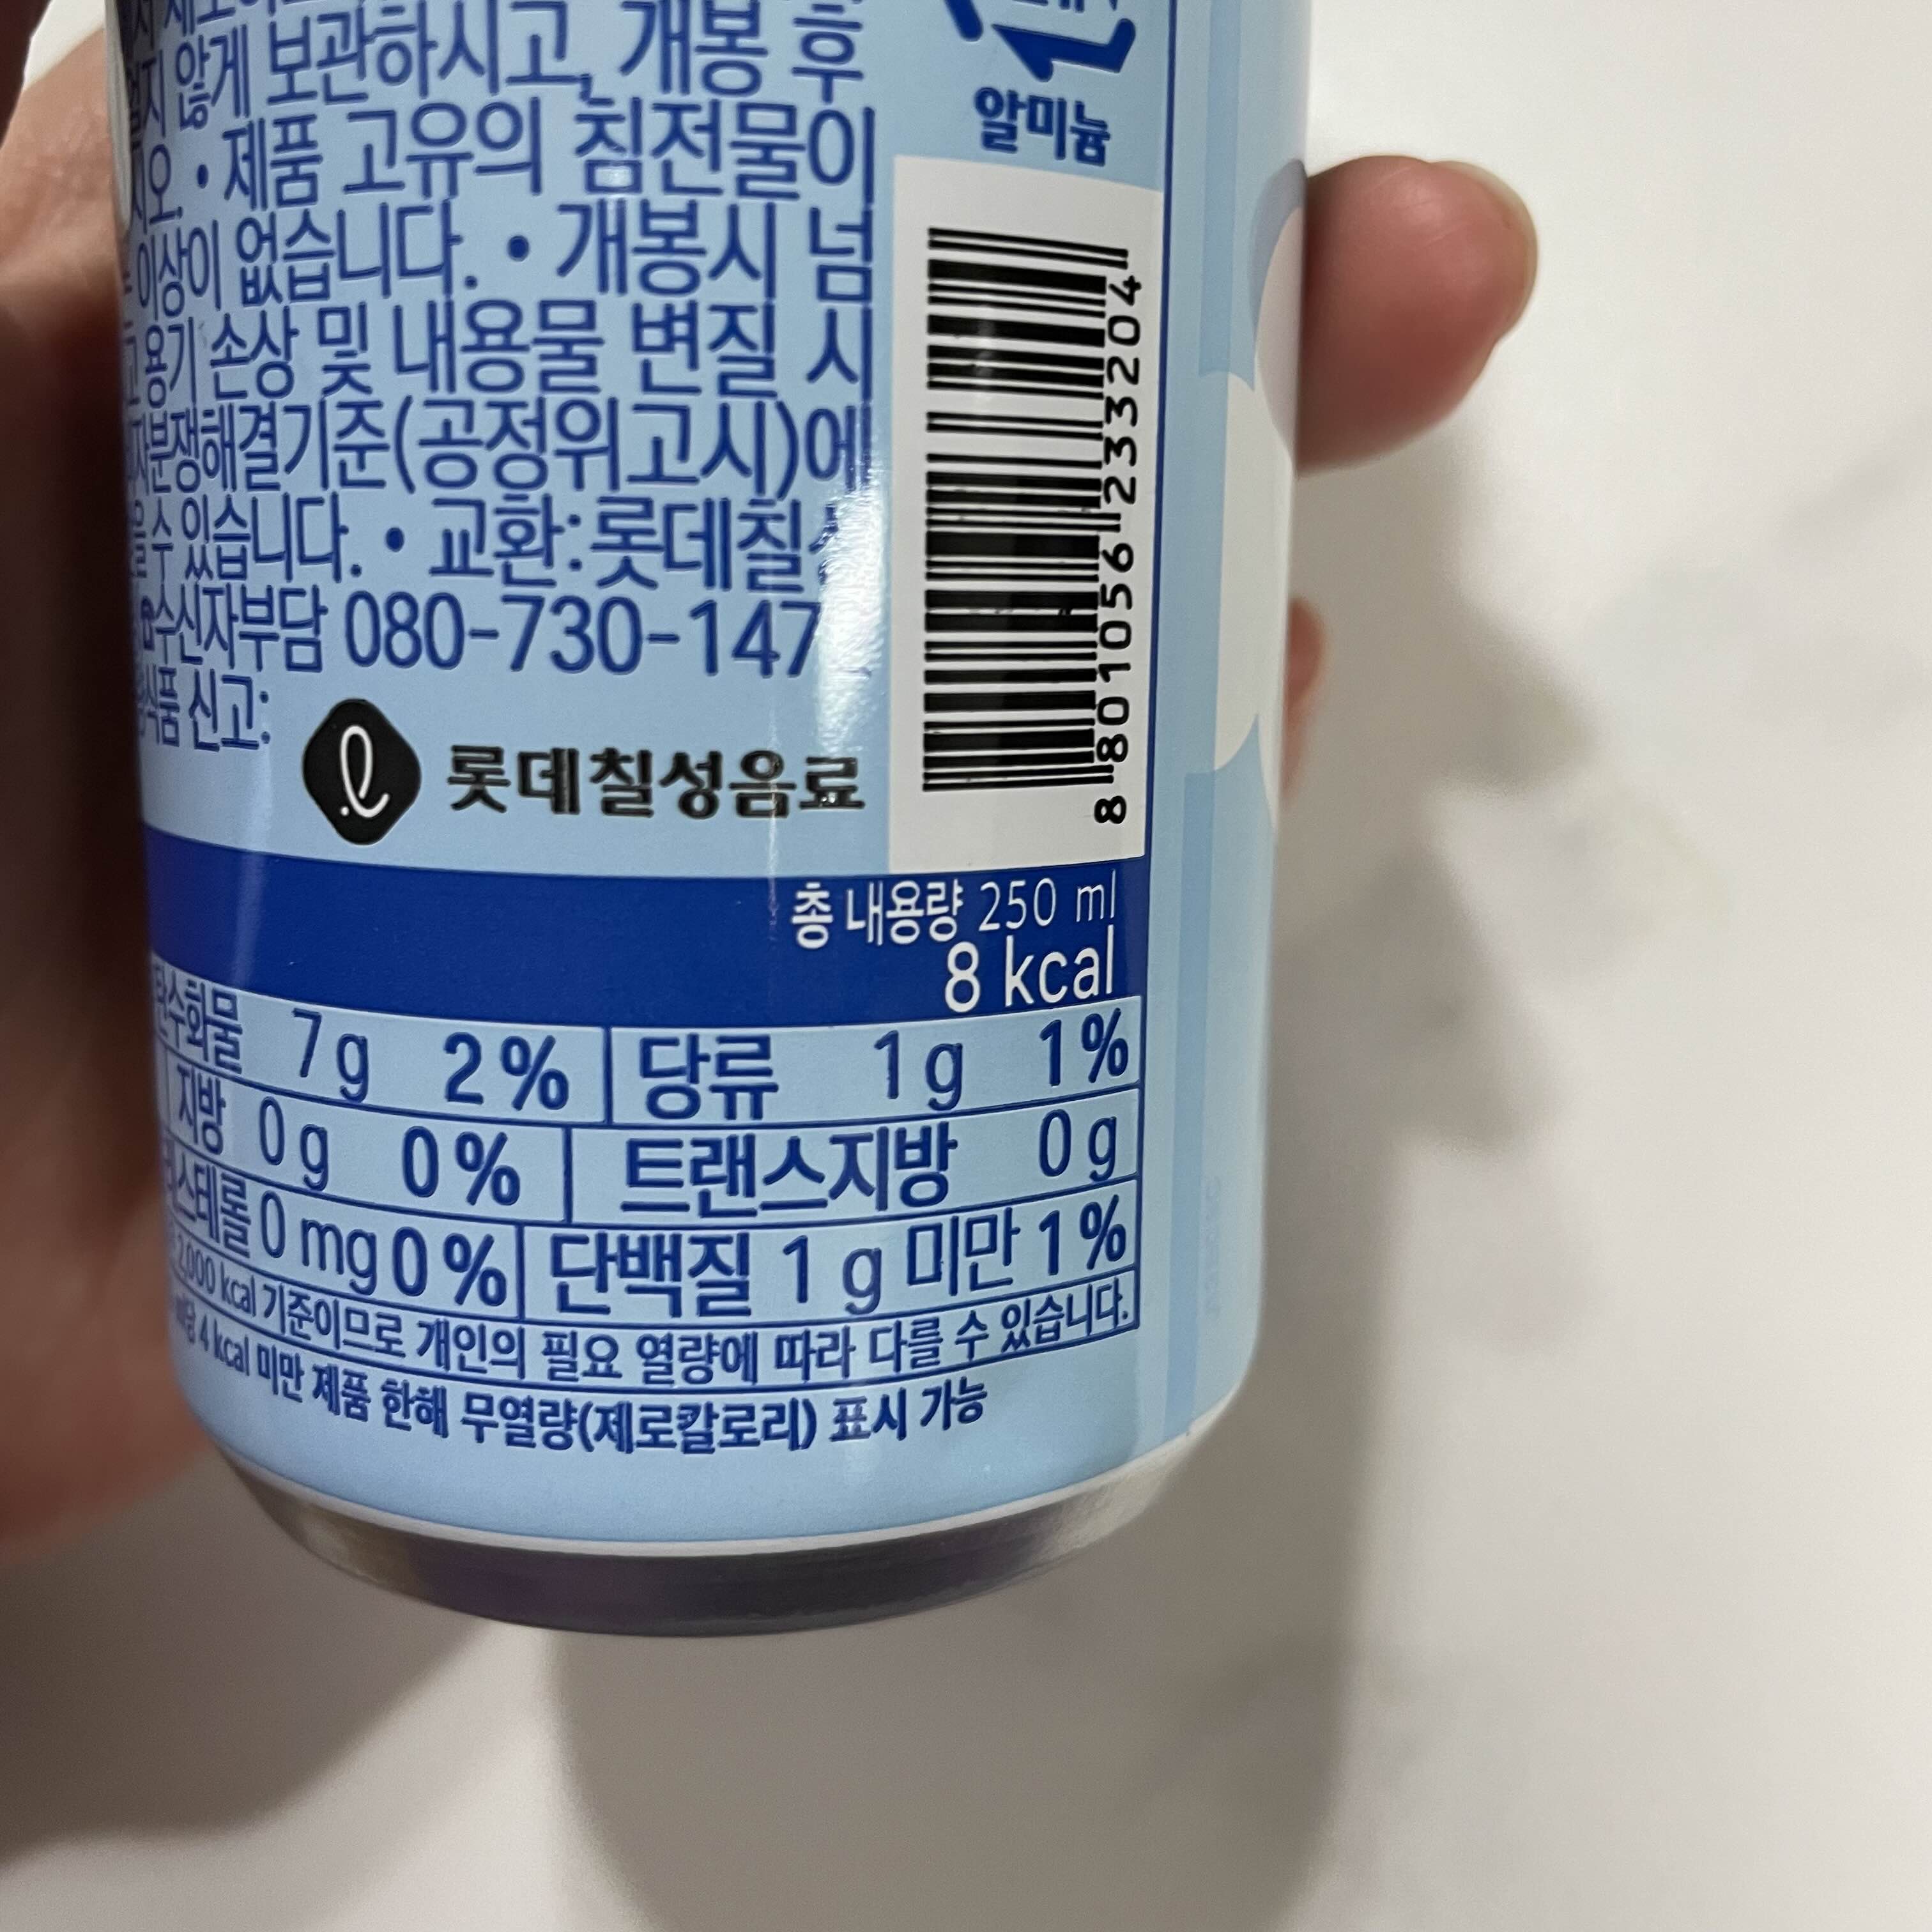 않게 보관하시고, 개봉 후
알미늄
시오. • 제품 고유의 침전물이
이상이 없습니다. • 개봉시 넘
용기 손상 및 내용물 변질 시
자분쟁해결기준(공정위고시)에
수 있습니다. • 교환:롯데칠
수신자부담 080-730-147
식품 신고:
롯데칠성음료
8 801056 233204
총 내용량 250 ml
8 kcal
탄수화물 7g 2% 당류 1g 1%
지방 0g 0% 트랜스지방 0g
스테롤 0mg 0% 단백질 1g 미만 1%
2,000 kcal 기준이므로 개인의 필요 열량에 따라 다를 수 있습니다.
4 kcal 미만 제품 한해 무열량(제로칼로리) 표시 가능